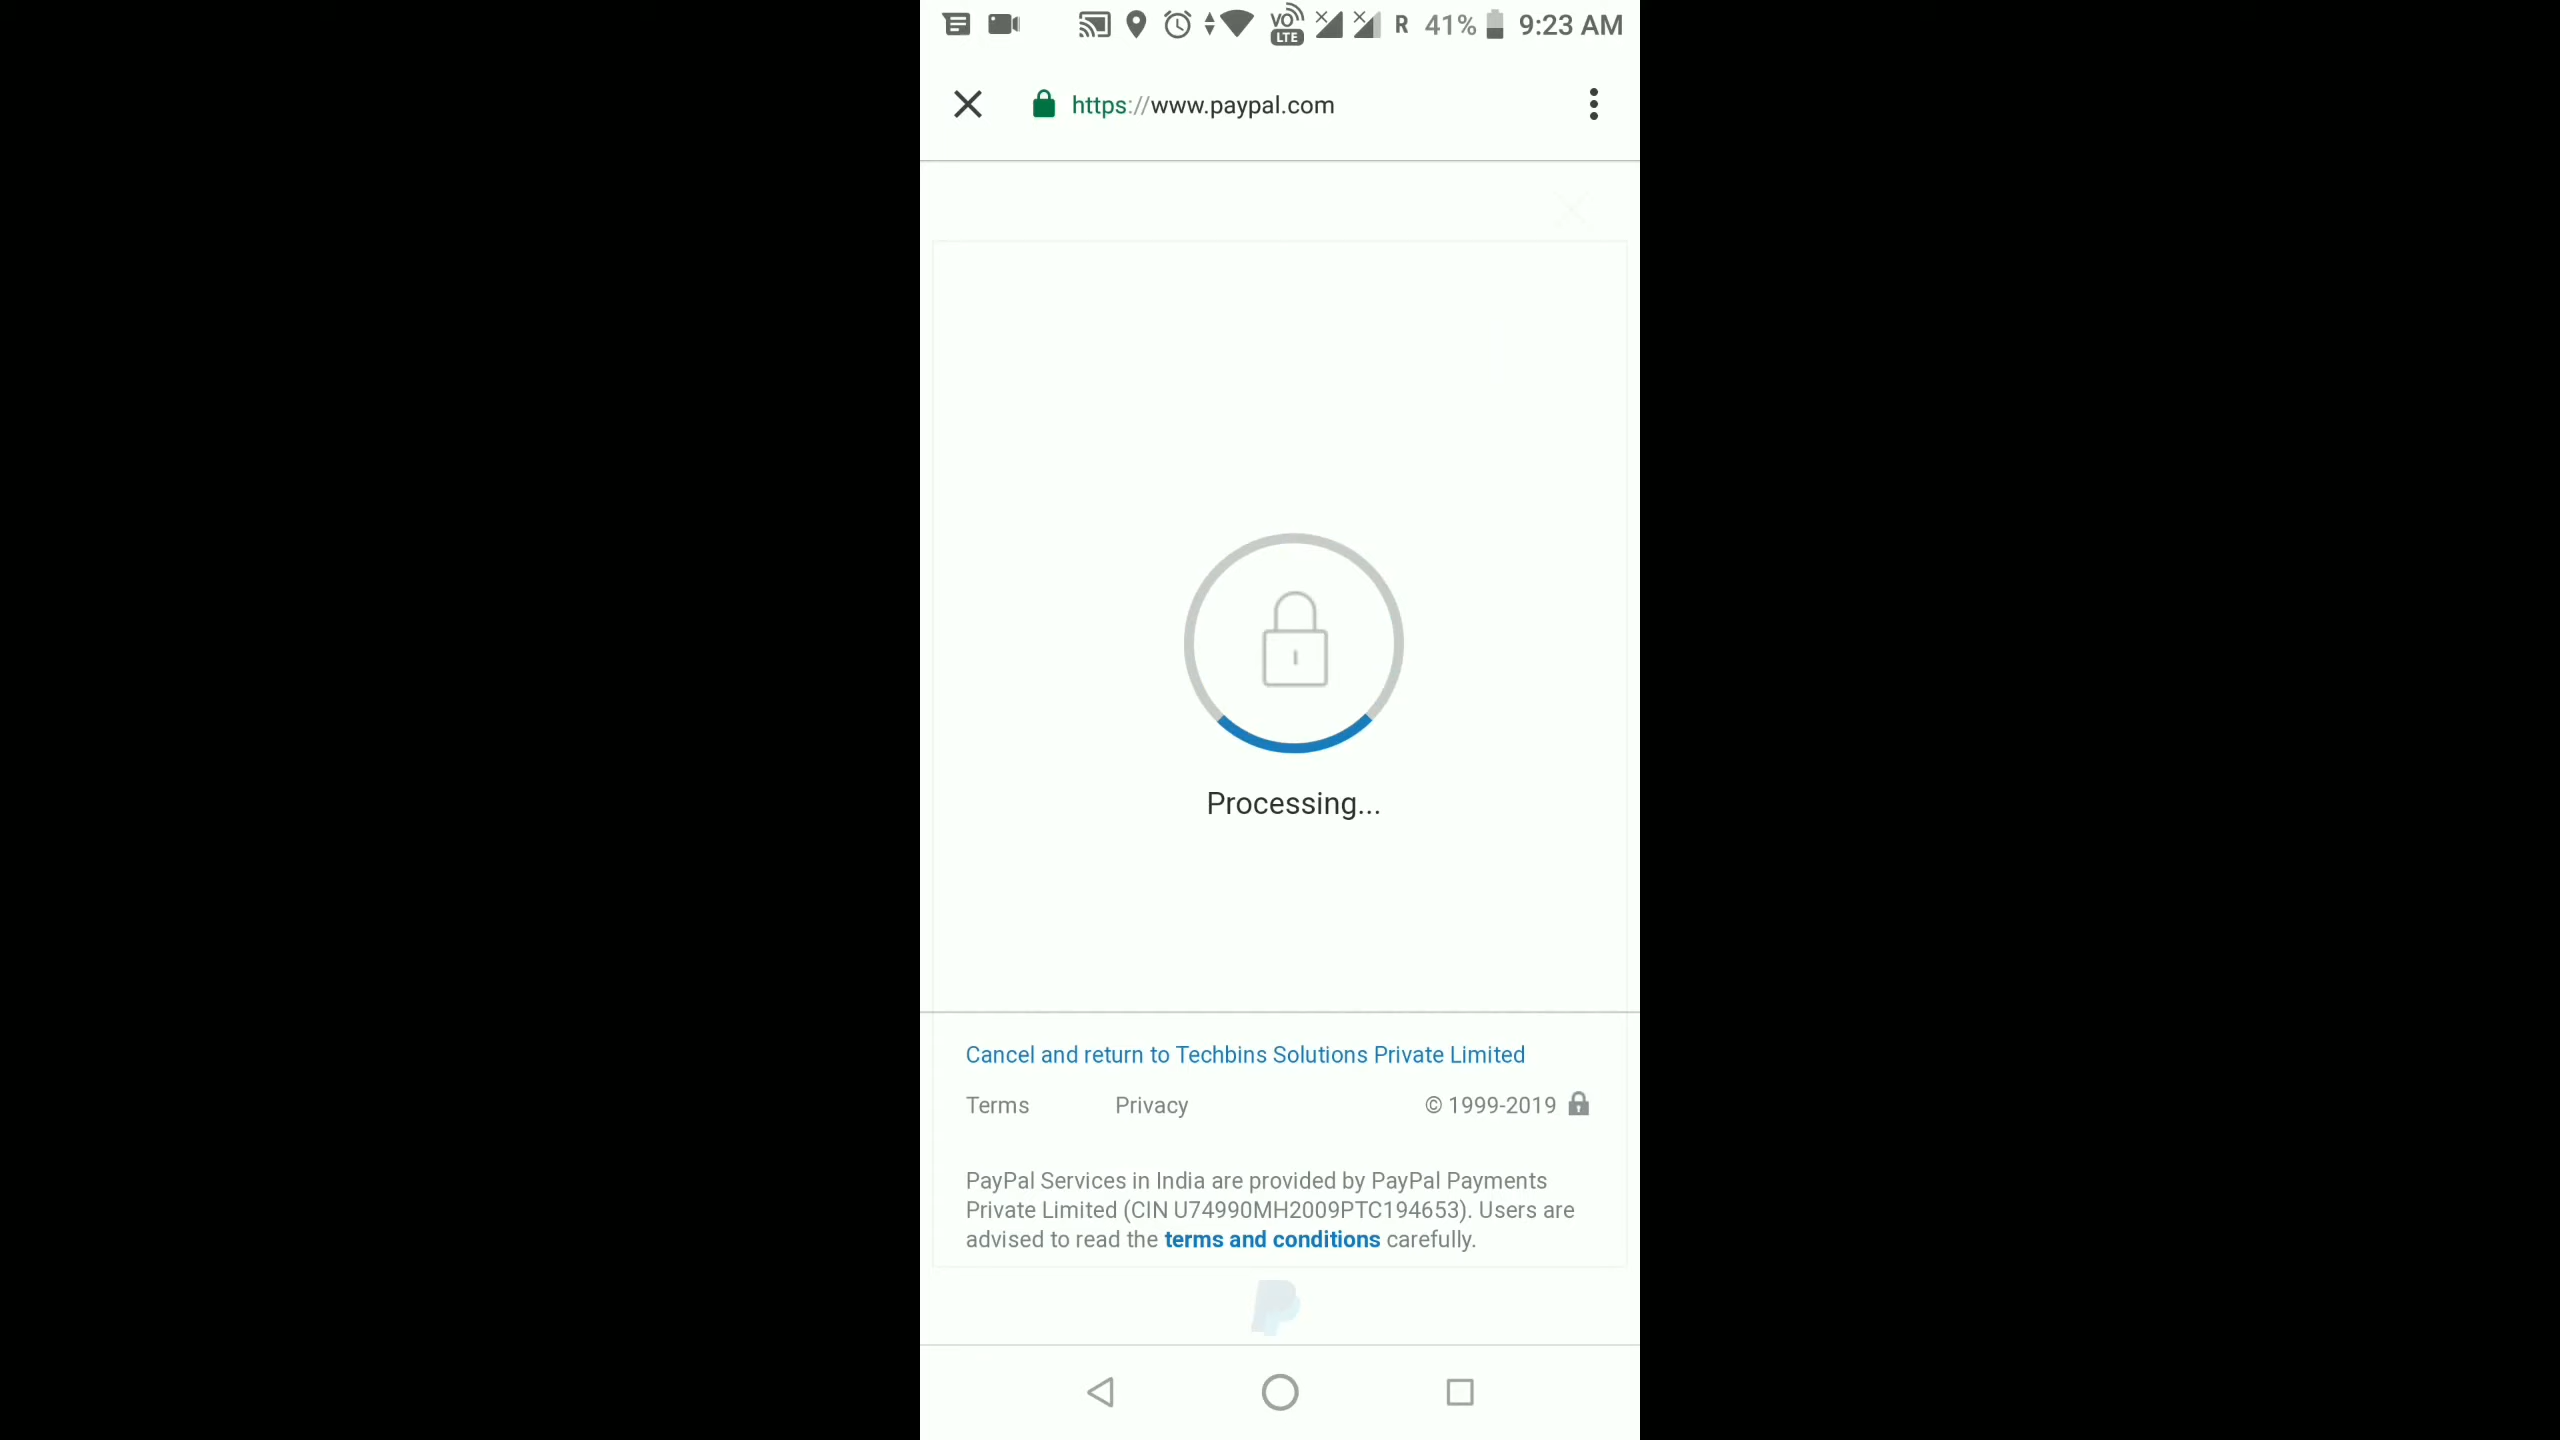 VO LTE R 41% 9:23 AM
https://www.paypal.com
Processing...
Cancel and return to Techbins Solutions Private Limited
Terms Privacy © 1999-2019
PayPal Services in India are provided by PayPal Payments
Private Limited (CIN U74990MH2009PTC194653). Users are
advised to read the terms and conditions carefully.